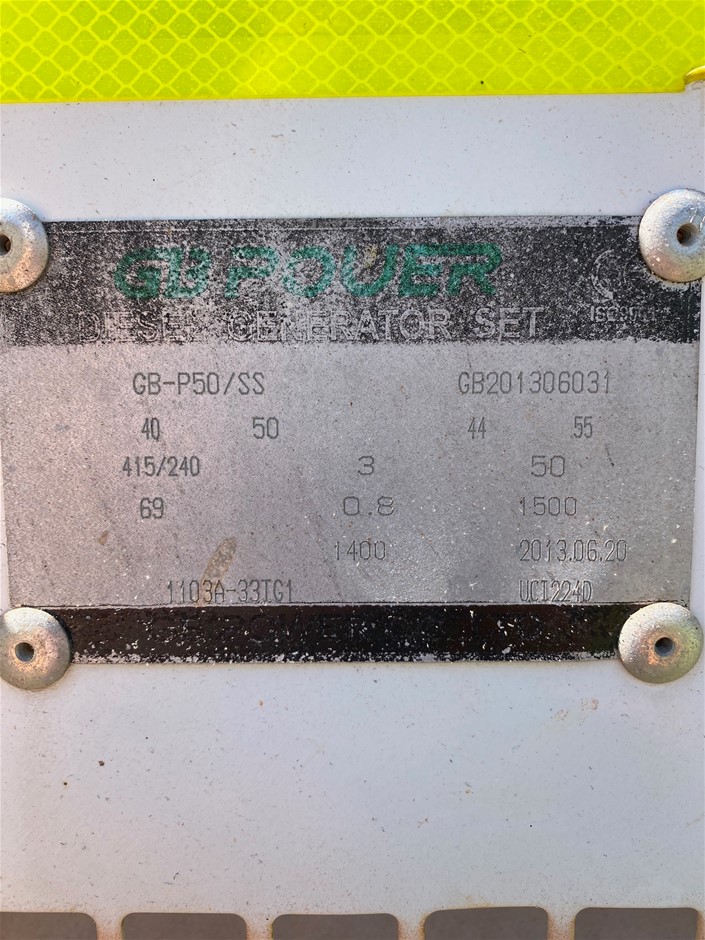 GB POWER
DIESEL GENERATOR SET
GB-P50/SS GB201306031
40 50 44 55
415/240 3 50
69 0.8 1500
1400 2013.06.20
1103A-33TG1 UCI224D